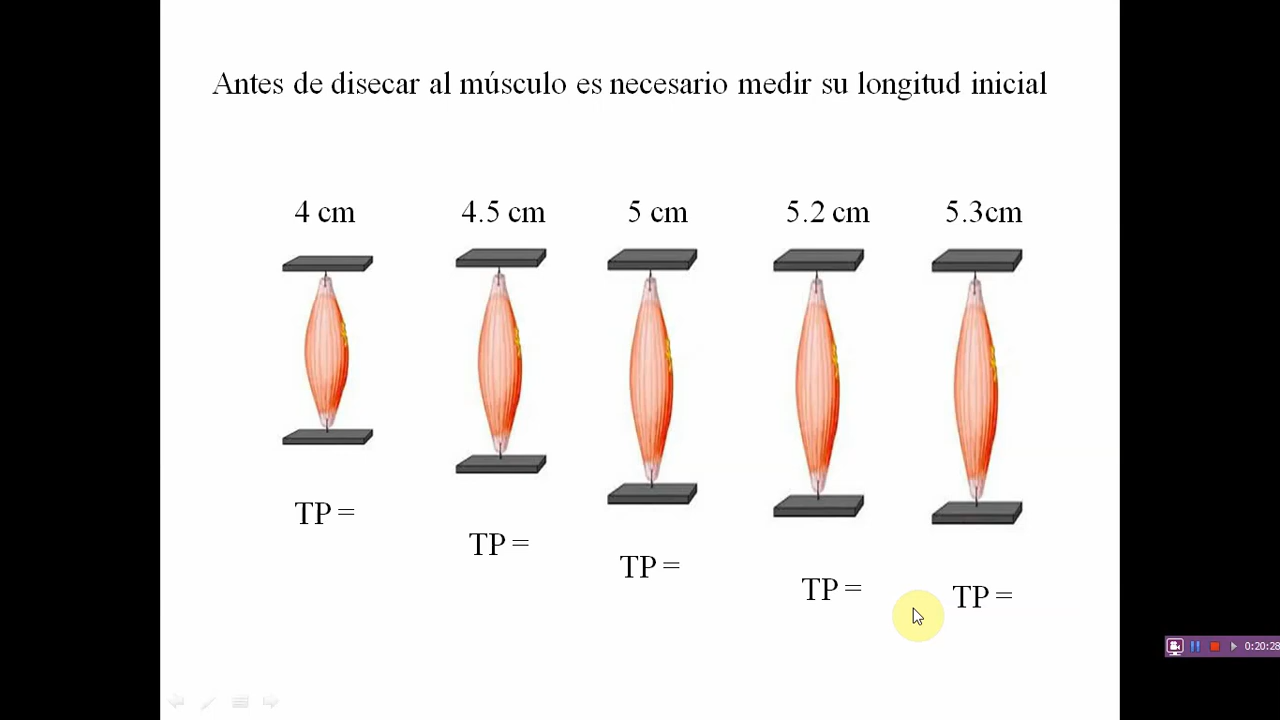 Antes de disecar al músculo es necesario medir su longitud inicial
4 cm
4.5 cm
5 cm
5.2 cm
5.3cm
TP =
TP =
TP =
TP =
TP =
0:20:28